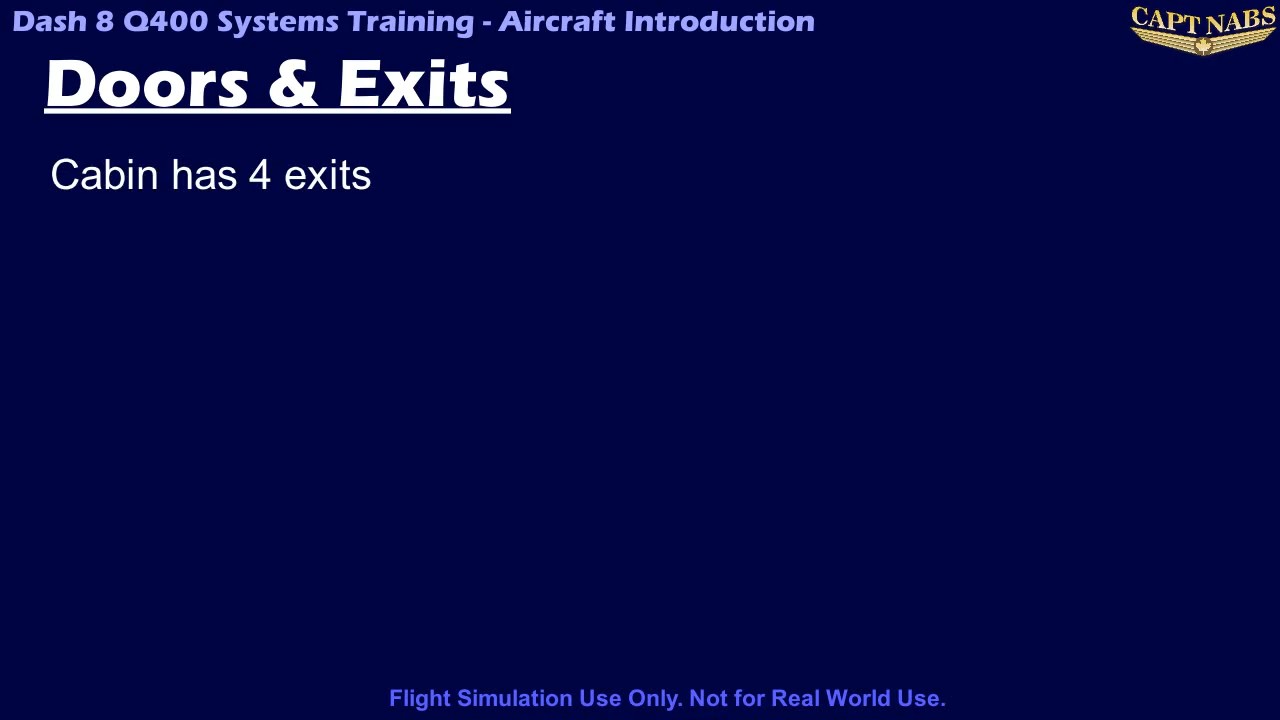 Dash 8 Q400 Systems Training - Aircraft Introduction
CAPT NABS
Doors & Exits
Cabin has 4 exits
Flight Simulation Use Only. Not for Real World Use.